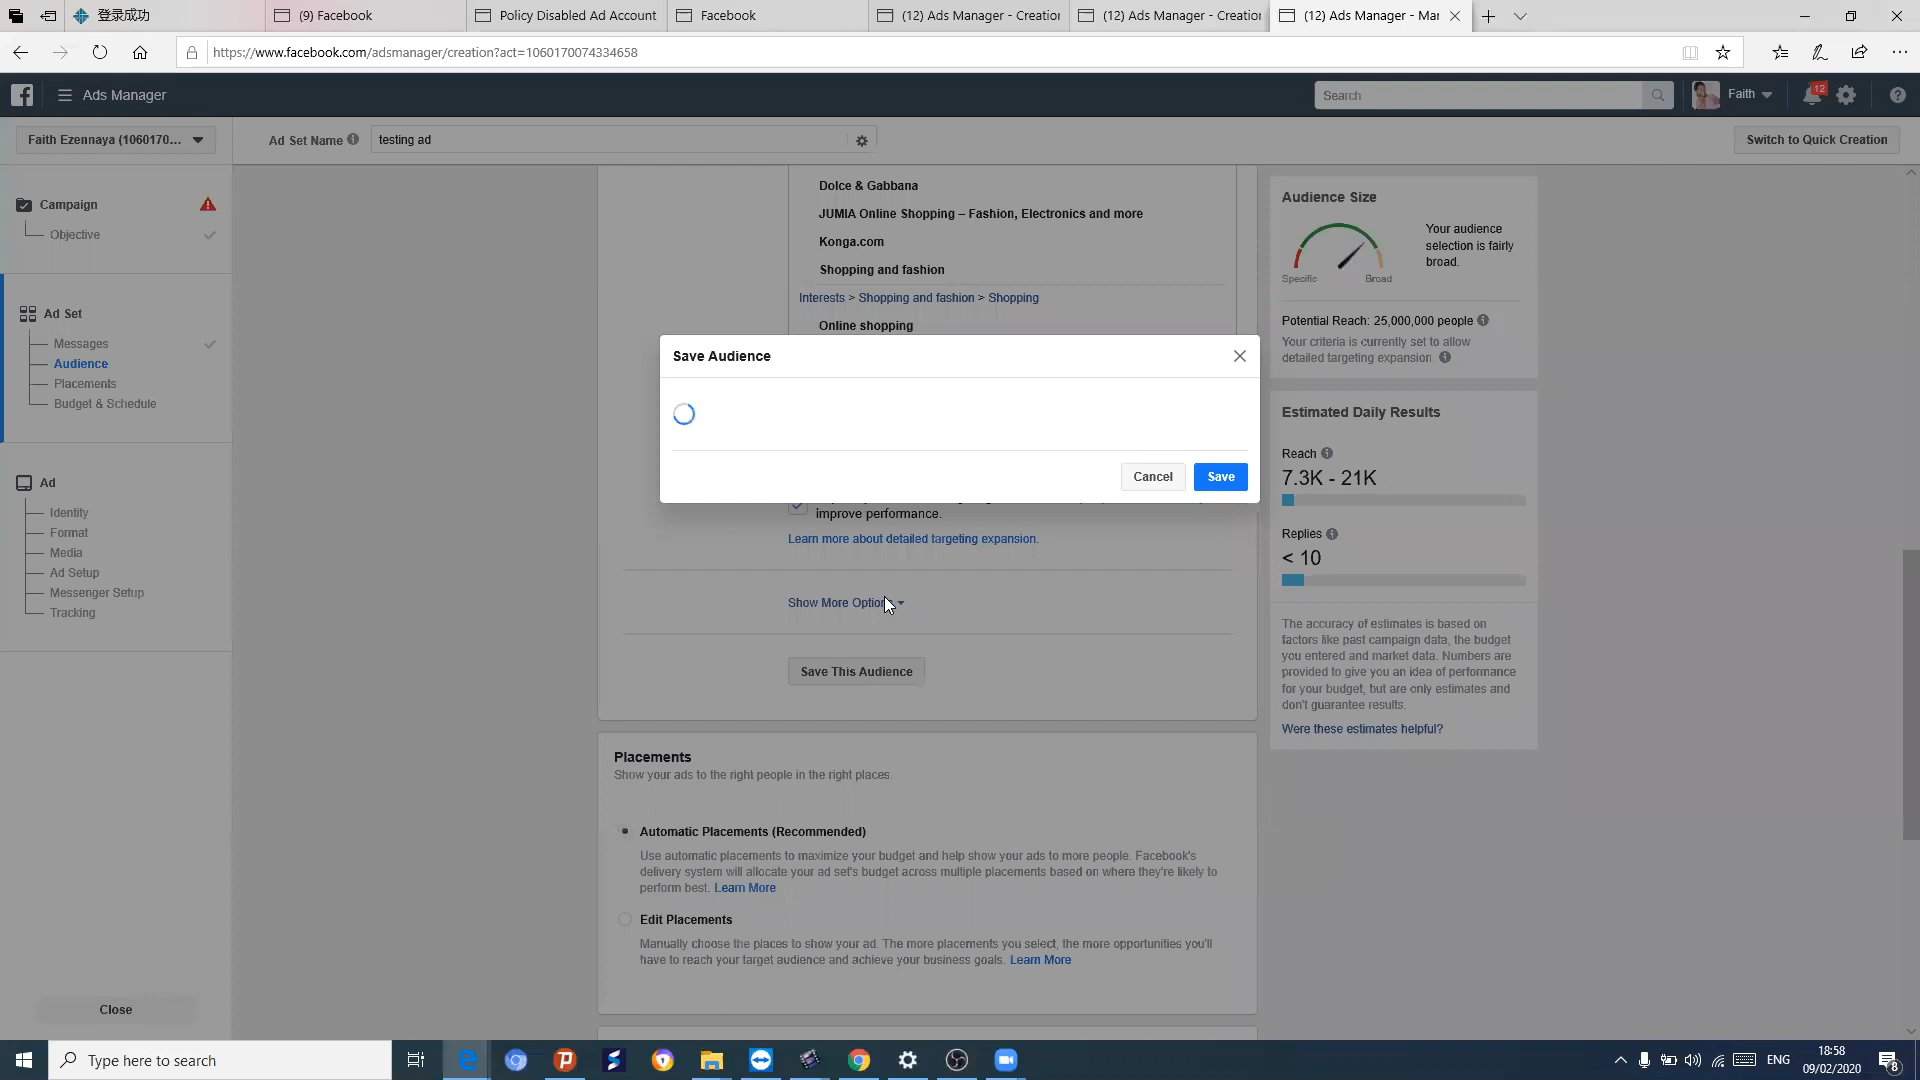 登录成功
(9) Facebook
Policy Disabled Ad Account
Facebook
(12) Ads Manager - Creation
(12) Ads Manager - Creation
(12) Ads Manager - Mar
https://www.facebook.com/adsmanager/creation?act=1060170074334658
Ads Manager
Search
Faith
12
Faith Ezennaya (1060170...
Ad Set Name
testing ad
Switch to Quick Creation
Campaign
Objective
Ad Set
Messages
Audience
Placements
Budget & Schedule
Ad
Identity
Format
Media
Ad Setup
Messenger Setup
Tracking
Close
Dolce & Gabbana
JUMIA Online Shopping – Fashion, Electronics and more
Konga.com
Shopping and fashion
Interests > Shopping and fashion > Shopping
Online shopping
Save Audience
Cancel
Save
improve performance.
Learn more about detailed targeting expansion.
Show More Options
Save This Audience
Placements
Show your ads to the right people in the right places.
Automatic Placements (Recommended)
Use automatic placements to maximize your budget and help show your ads to more people. Facebook's
delivery system will allocate your ad set's budget across multiple placements based on where they're likely to
perform best. Learn More
Edit Placements
Manually choose the places to show your ad. The more placements you select, the more opportunities you'll
have to reach your target audience and achieve your business goals. Learn More
Audience Size
Your audience
selection is fairly
broad.
Specific
Broad
Potential Reach: 25,000,000 people
Your criteria is currently set to allow
detailed targeting expansion.
Estimated Daily Results
Reach
7.3K - 21K
Replies
< 10
The accuracy of estimates is based on
factors like past campaign data, the budget
you entered and market data. Numbers are
provided to give you an idea of performance
for your budget, but are only estimates and
don't guarantee results.
Were these estimates helpful?
Type here to search
ENG
18:58
09/02/2020
8